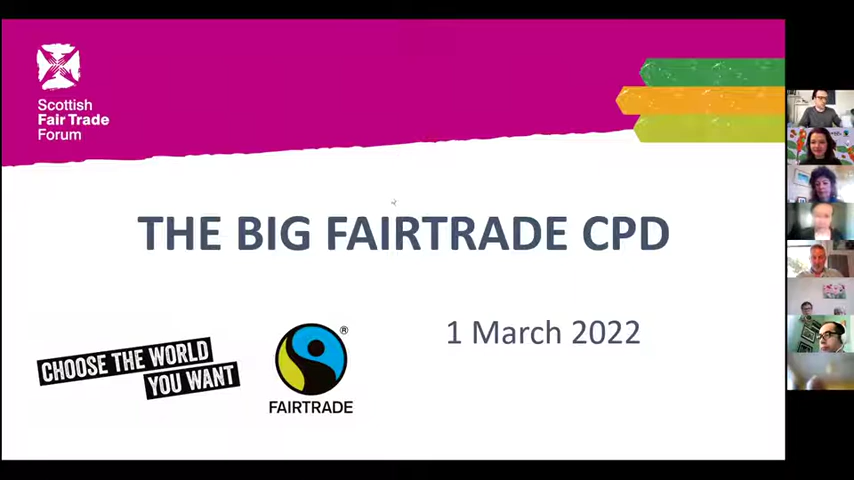 Scottish
Fair Trade
Forum
THE BIG FAIRTRADE CPD
1 March 2022
CHOOSE THE WORLD
YOU WANT
®
FAIRTRADE